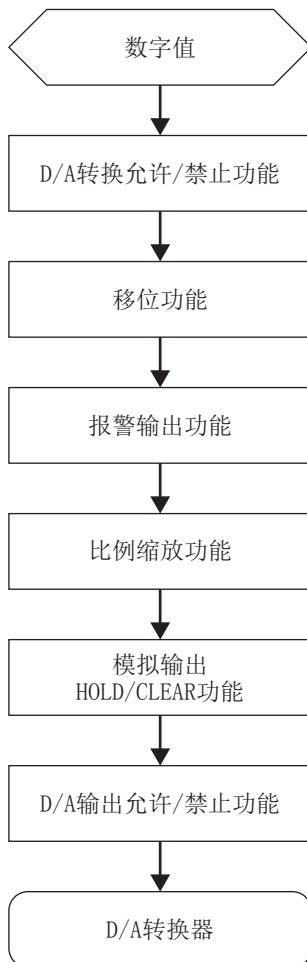 数字值
D/A转换允许/禁止功能
移位功能
报警输出功能
比例缩放功能
模拟输出
HOLD/CLEAR功能
D/A输出允许/禁止功能
D/A转换器